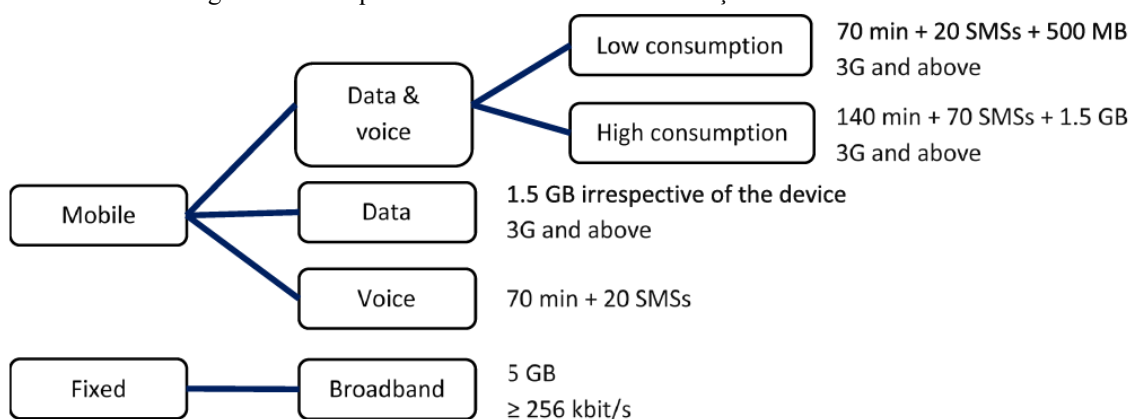 Low consumption
70 min + 20 SMSs + 500 MB
3G and above
Data &
voice
High consumption
140 min + 70 SMSs + 1.5 GB
3G and above
Mobile
Data
1.5 GB irrespective of the device
3G and above
Voice
70 min + 20 SMSs
Fixed
Broadband
5 GB
≥ 256 kbit/s